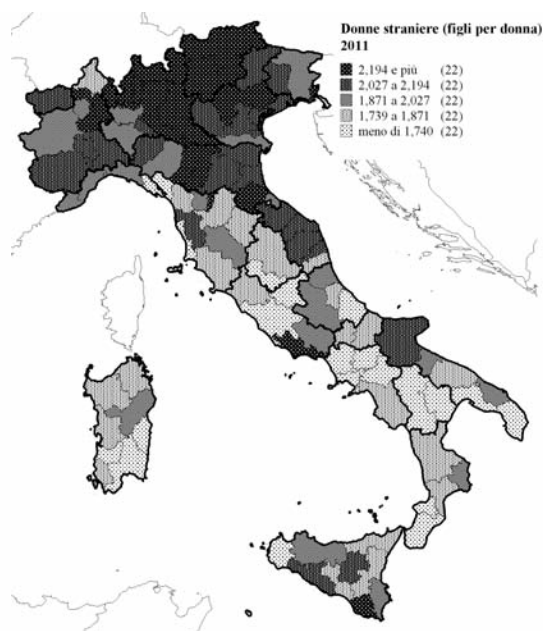 Donne straniere (figli per donna)
2011
2,194 e più (22)
2,027 a 2,194 (22)
1,871 a 2,027 (22)
1,739 a 1,871 (22)
meno di 1,740 (22)